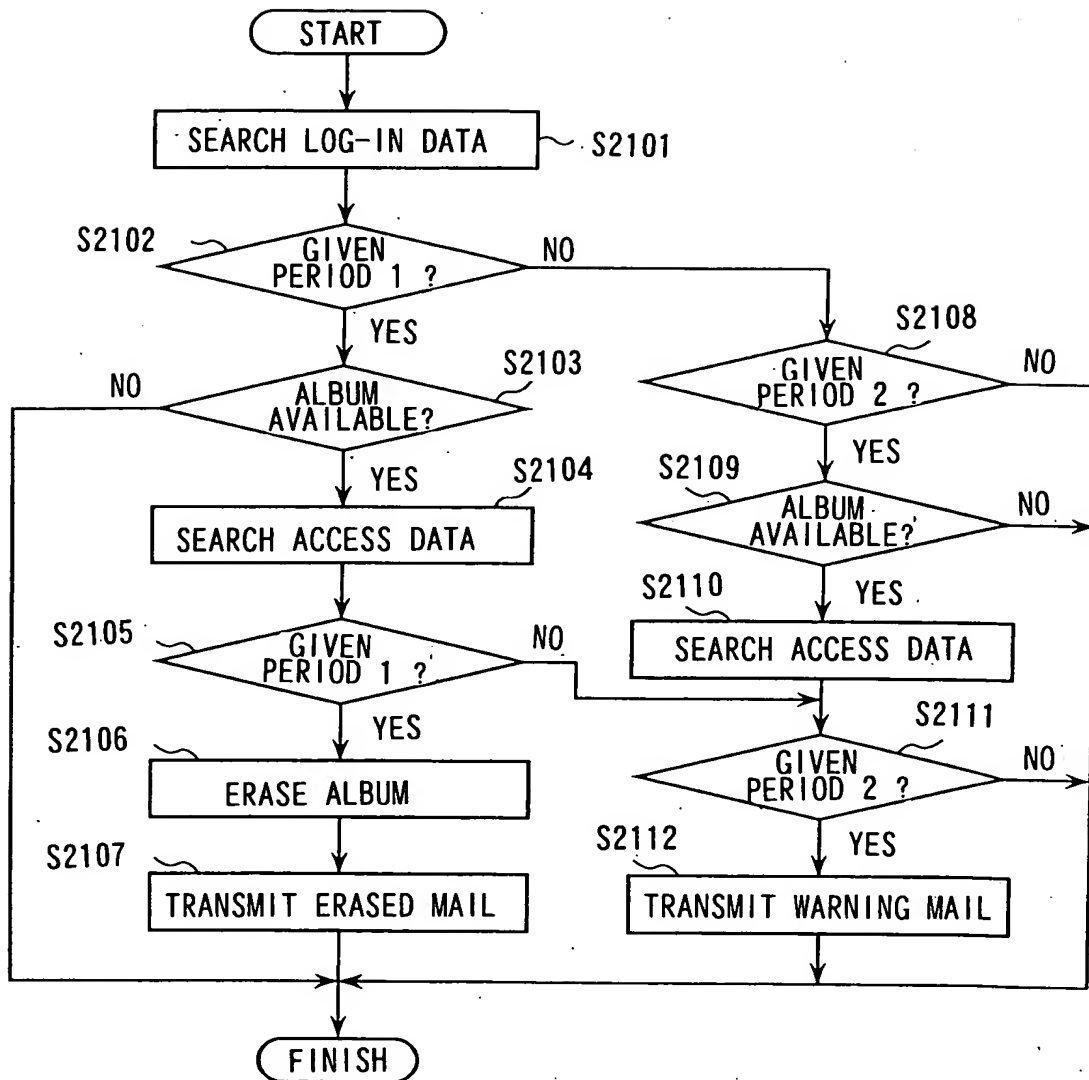 START
SEARCH LOG-IN DATA
S2101
S2102
GIVEN
PERIOD 1 ?
NO
YES
S2103
NO
ALBUM
AVAILABLE?
YES
S2104
SEARCH ACCESS DATA
S2105
GIVEN
PERIOD 1 ?
NO
YES
S2106
ERASE ALBUM
S2107
TRANSMIT ERASED MAIL
S2108
GIVEN
PERIOD 2 ?
NO
YES
S2109
ALBUM
AVAILABLE?
NO
YES
S2110
SEARCH ACCESS DATA
S2111
GIVEN
PERIOD 2 ?
NO
YES
S2112
TRANSMIT WARNING MAIL
FINISH